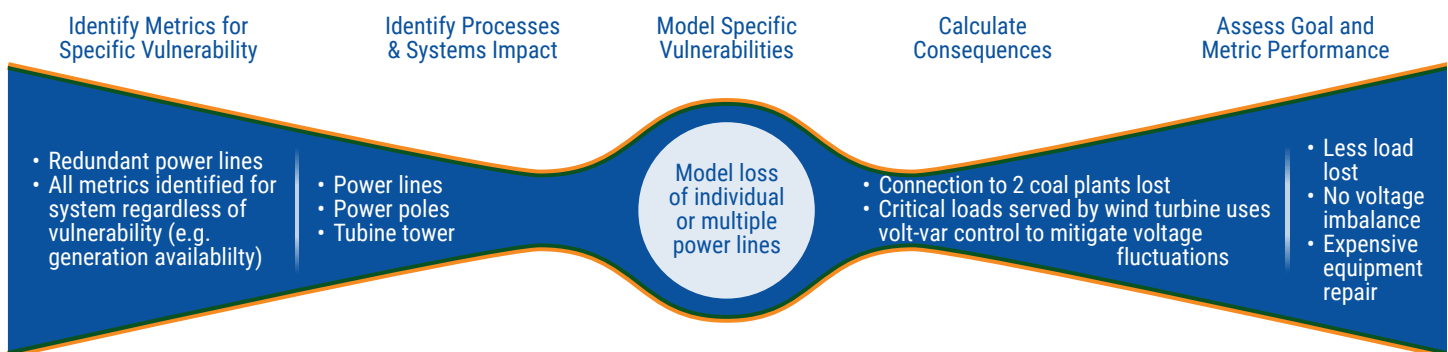 Identify Metrics for
Specific Vulnerability
Identify Processes
& Systems Impact
Model Specific
Vulnerabilities
Calculate
Consequences
Assess Goal and
Metric Performance
• Redundant power lines
• All metrics identified for
system regardless of
vulnerability (e.g.
generation availablilty)
• Power lines
• Power poles
• Tubine tower
Model loss
of individual
or multiple
power lines
• Connection to 2 coal plants lost
• Critical loads served by wind turbine uses
volt-var control to mitigate voltage
fluctuations
• Less load
lost
• No voltage
imbalance
• Expensive
equipment
repair